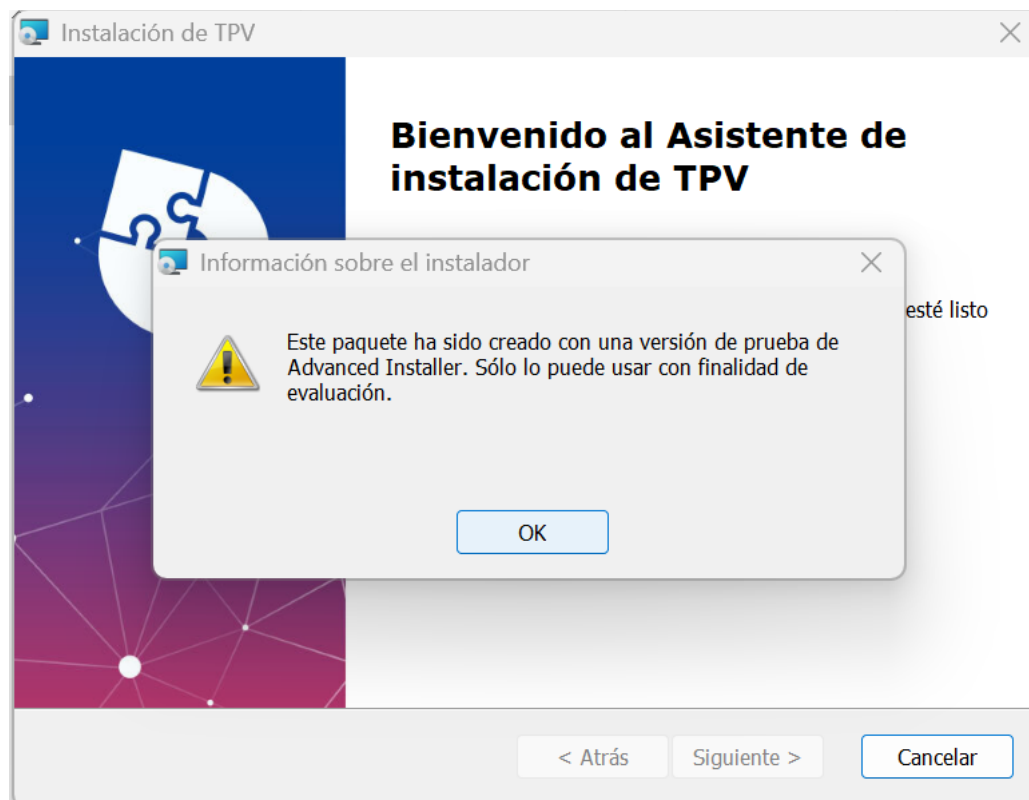 Instalación de TPV
Bienvenido al Asistente de
instalación de TPV
Información sobre el instalador
esté listo
Este paquete ha sido creado con una versión de prueba de
Advanced Installer. Sólo lo puede usar con finalidad de
evaluación.
OK
< Atrás
Siguiente >
Cancelar